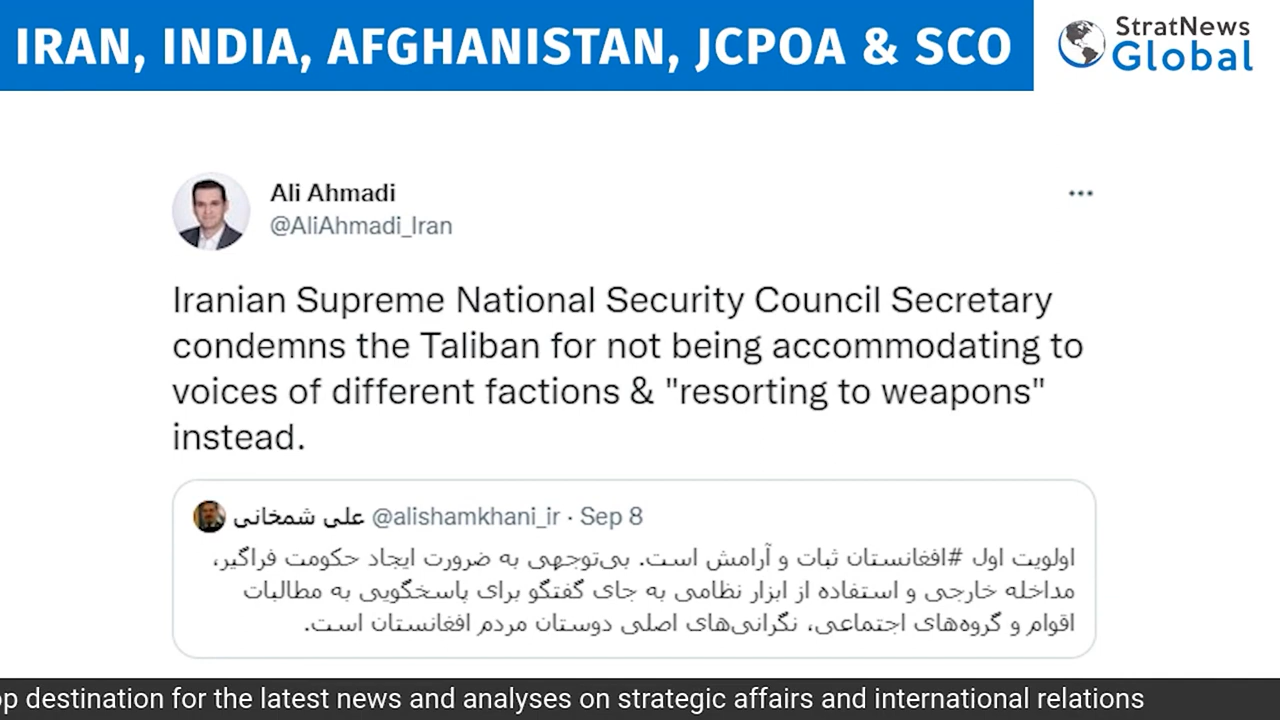 IRAN, INDIA, AFGHANISTAN, JCPOA & SCO
StratNews
Global
Ali Ahmadi
@AliAhmadi_Iran
Iranian Supreme National Security Council Secretary
condemns the Taliban for not being accommodating to
voices of different factions & "resorting to weapons"
instead.
علی شمخانی @alishamkhani_ir · Sep 8
اولویت اول #افغانستان ثبات و آرامش است. بی‌توجهی به ضرورت ایجاد حکومت فراگیر،
مداخله خارجی و استفاده از ابزار نظامی به جای گفتگو برای پاسخگویی به مطالبات
اقوام و گروه‌های اجتماعی، نگرانی‌های اصلی دوستان مردم افغانستان است.
op destination for the latest news and analyses on strategic affairs and international relations